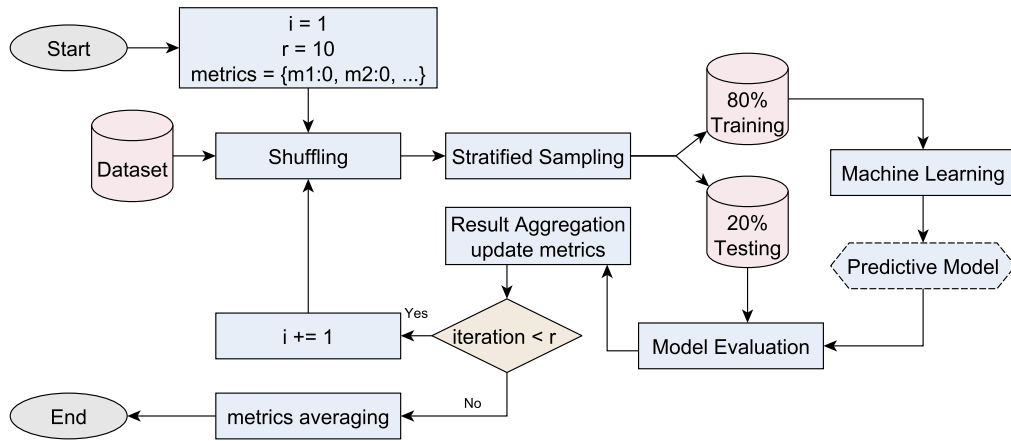 Start
i = 1
r = 10
metrics = {m1:0, m2:0, ...}
Dataset
Shuffling
Stratified Sampling
80%
Training
20%
Testing
Machine Learning
Predictive Model
Model Evaluation
Result Aggregation
update metrics
iteration < r
Yes
i += 1
No
metrics averaging
End